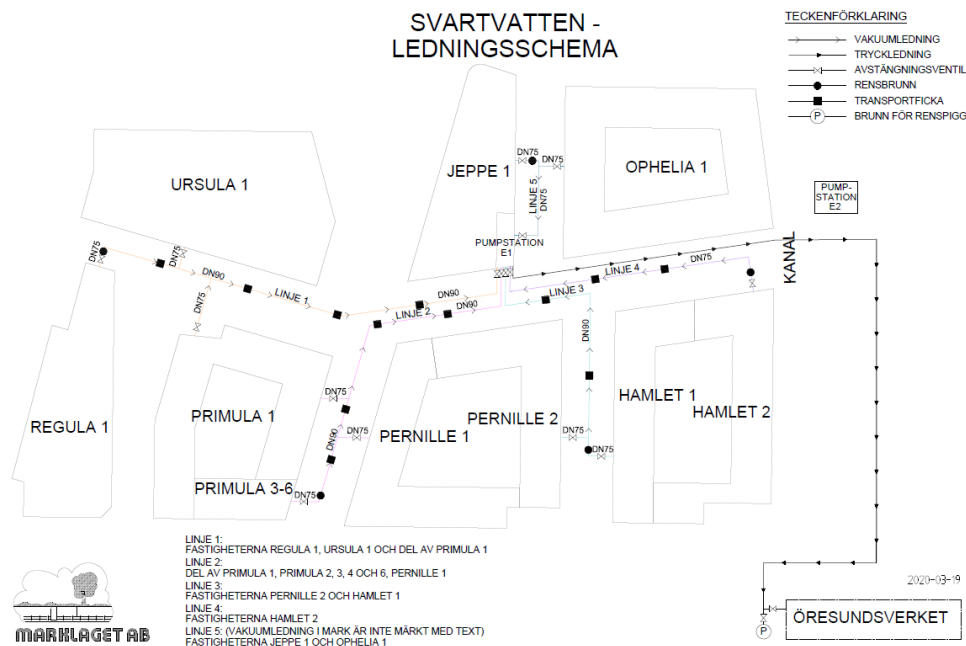 SVARTVATTEN -
LEDNINGSSCHEMA
TECKENFÖRKLARING
VAKUUMLEDNING
TRYCKLEDNING
AVSTÄNGNINGSVENTIL
RENSBRUNN
TRANSPORTFICKA
P BRUNN FÖR RENSPIGG
URSULA 1
JEPPE 1
DN75
DN75
LINJE 5
DN75
OPHELIA 1
PUMP-
STATION
E2
PUMPSTATION
E1
KANAL
DN75
DN75
DN90
DN75
LINJE 1
DN90
LINJE 2
DN90
LINJE 3
LINJE 4
DN75
DN90
REGULA 1
PRIMULA 1
DN75
DN75
DN90
PRIMULA 3-6
DN75
PERNILLE 1
PERNILLE 2
DN75
DN75
HAMLET 1
HAMLET 2
LINJE 1:
FASTIGHETERNA REGULA 1, URSULA 1 OCH DEL AV PRIMULA 1
LINJE 2:
DEL AV PRIMULA 1, PRIMULA 2, 3, 4 OCH 6, PERNILLE 1
LINJE 3:
FASTIGHETERNA PERNILLE 2 OCH HAMLET 1
LINJE 4:
FASTIGHETERNA HAMLET 2
LINJE 5: (VAKUUMLEDNING I MARK ÄR INTE MÄRKT MED TEXT)
FASTIGHETERNA JEPPE 1 OCH OPHELIA 1
MARKLAGET AB
2020-03-19
ÖRESUNDSVERKET
P